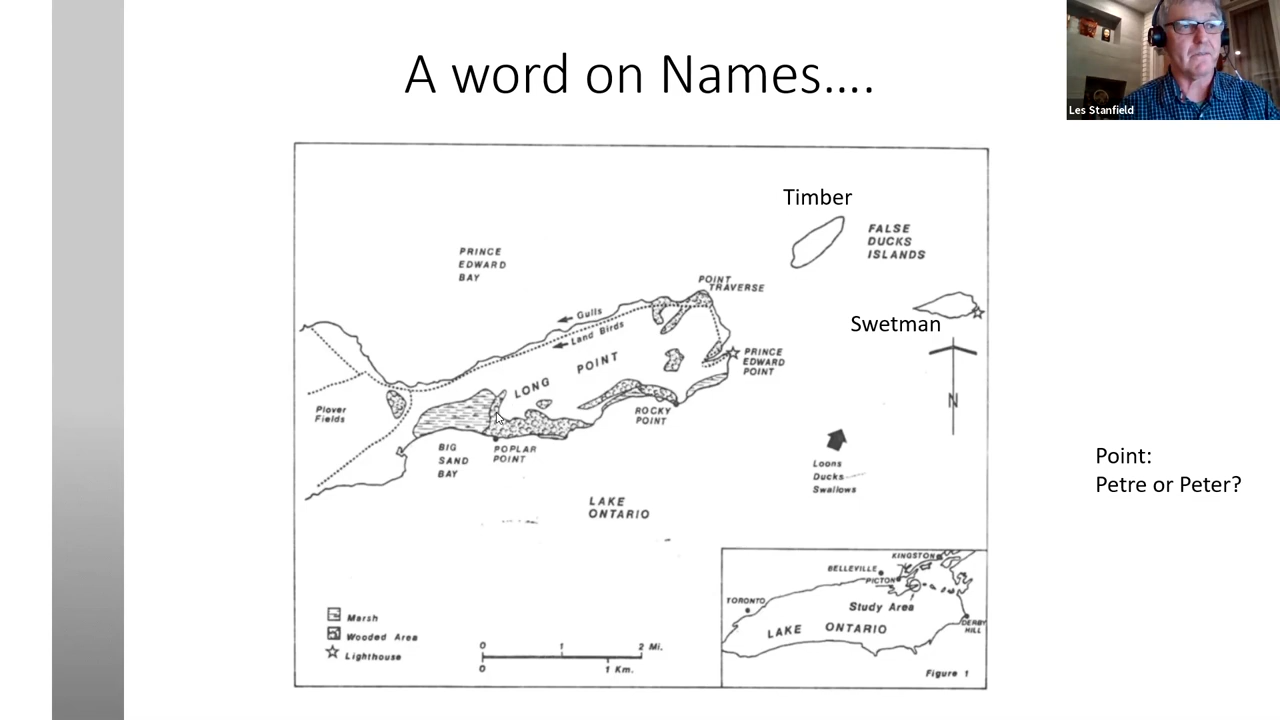 A word on Names....
Les Stanfield
Timber
FALSE
DUCKS
ISLANDS
PRINCE
EDWARD
BAY
POINT
TRAVERSE
Gulls
Land Birds
Swetman
LONG POINT
PRINCE
EDWARD
POINT
Plover
Fields
ROCKY
POINT
N
BIG
SAND
BAY
POPLAR
POINT
Loons
Ducks
Swallows
Point:
Petre or Peter?
LAKE
ONTARIO
KINGSTON
BELLEVILLE
PICTON
TORONTO
Study Area
DERBY
HILL
LAKE ONTARIO
Figure 1
Marsh
Wooded Area
Lighthouse
0 1 2 Mi.
0 1 Km.